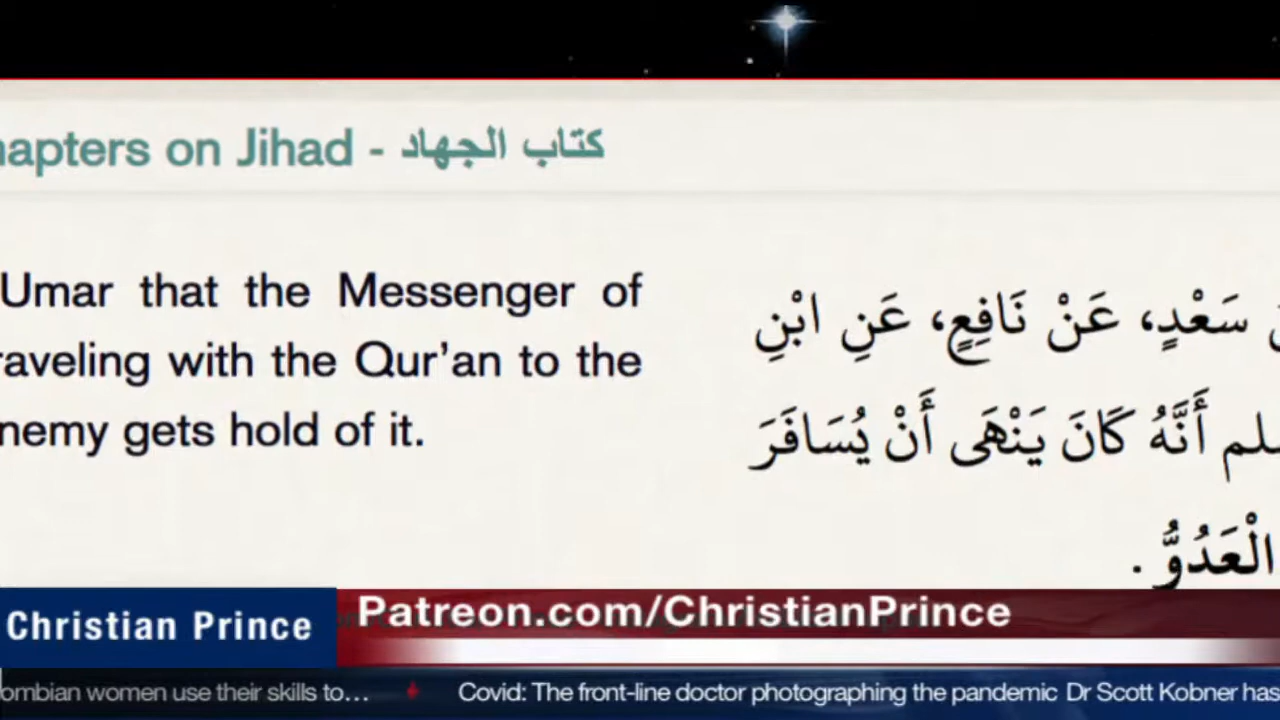 hapters on Jihad - كتاب الجهاد
Umar that the Messenger of
raveling with the Qur'an to the
nemy gets hold of it.
سَعْدٍ، عَنْ نَافِعٍ، عَنِ ابْنِ
سلم أَنَّهُ كَانَ يَنْهَى أَنْ يُسَافَرَ
الْعَدُوُّ .
Christian Prince
Patreon.com/ChristianPrince
ombian women use their skills to... Covid: The front-line doctor photographing the pandemic Dr Scott Kobner has